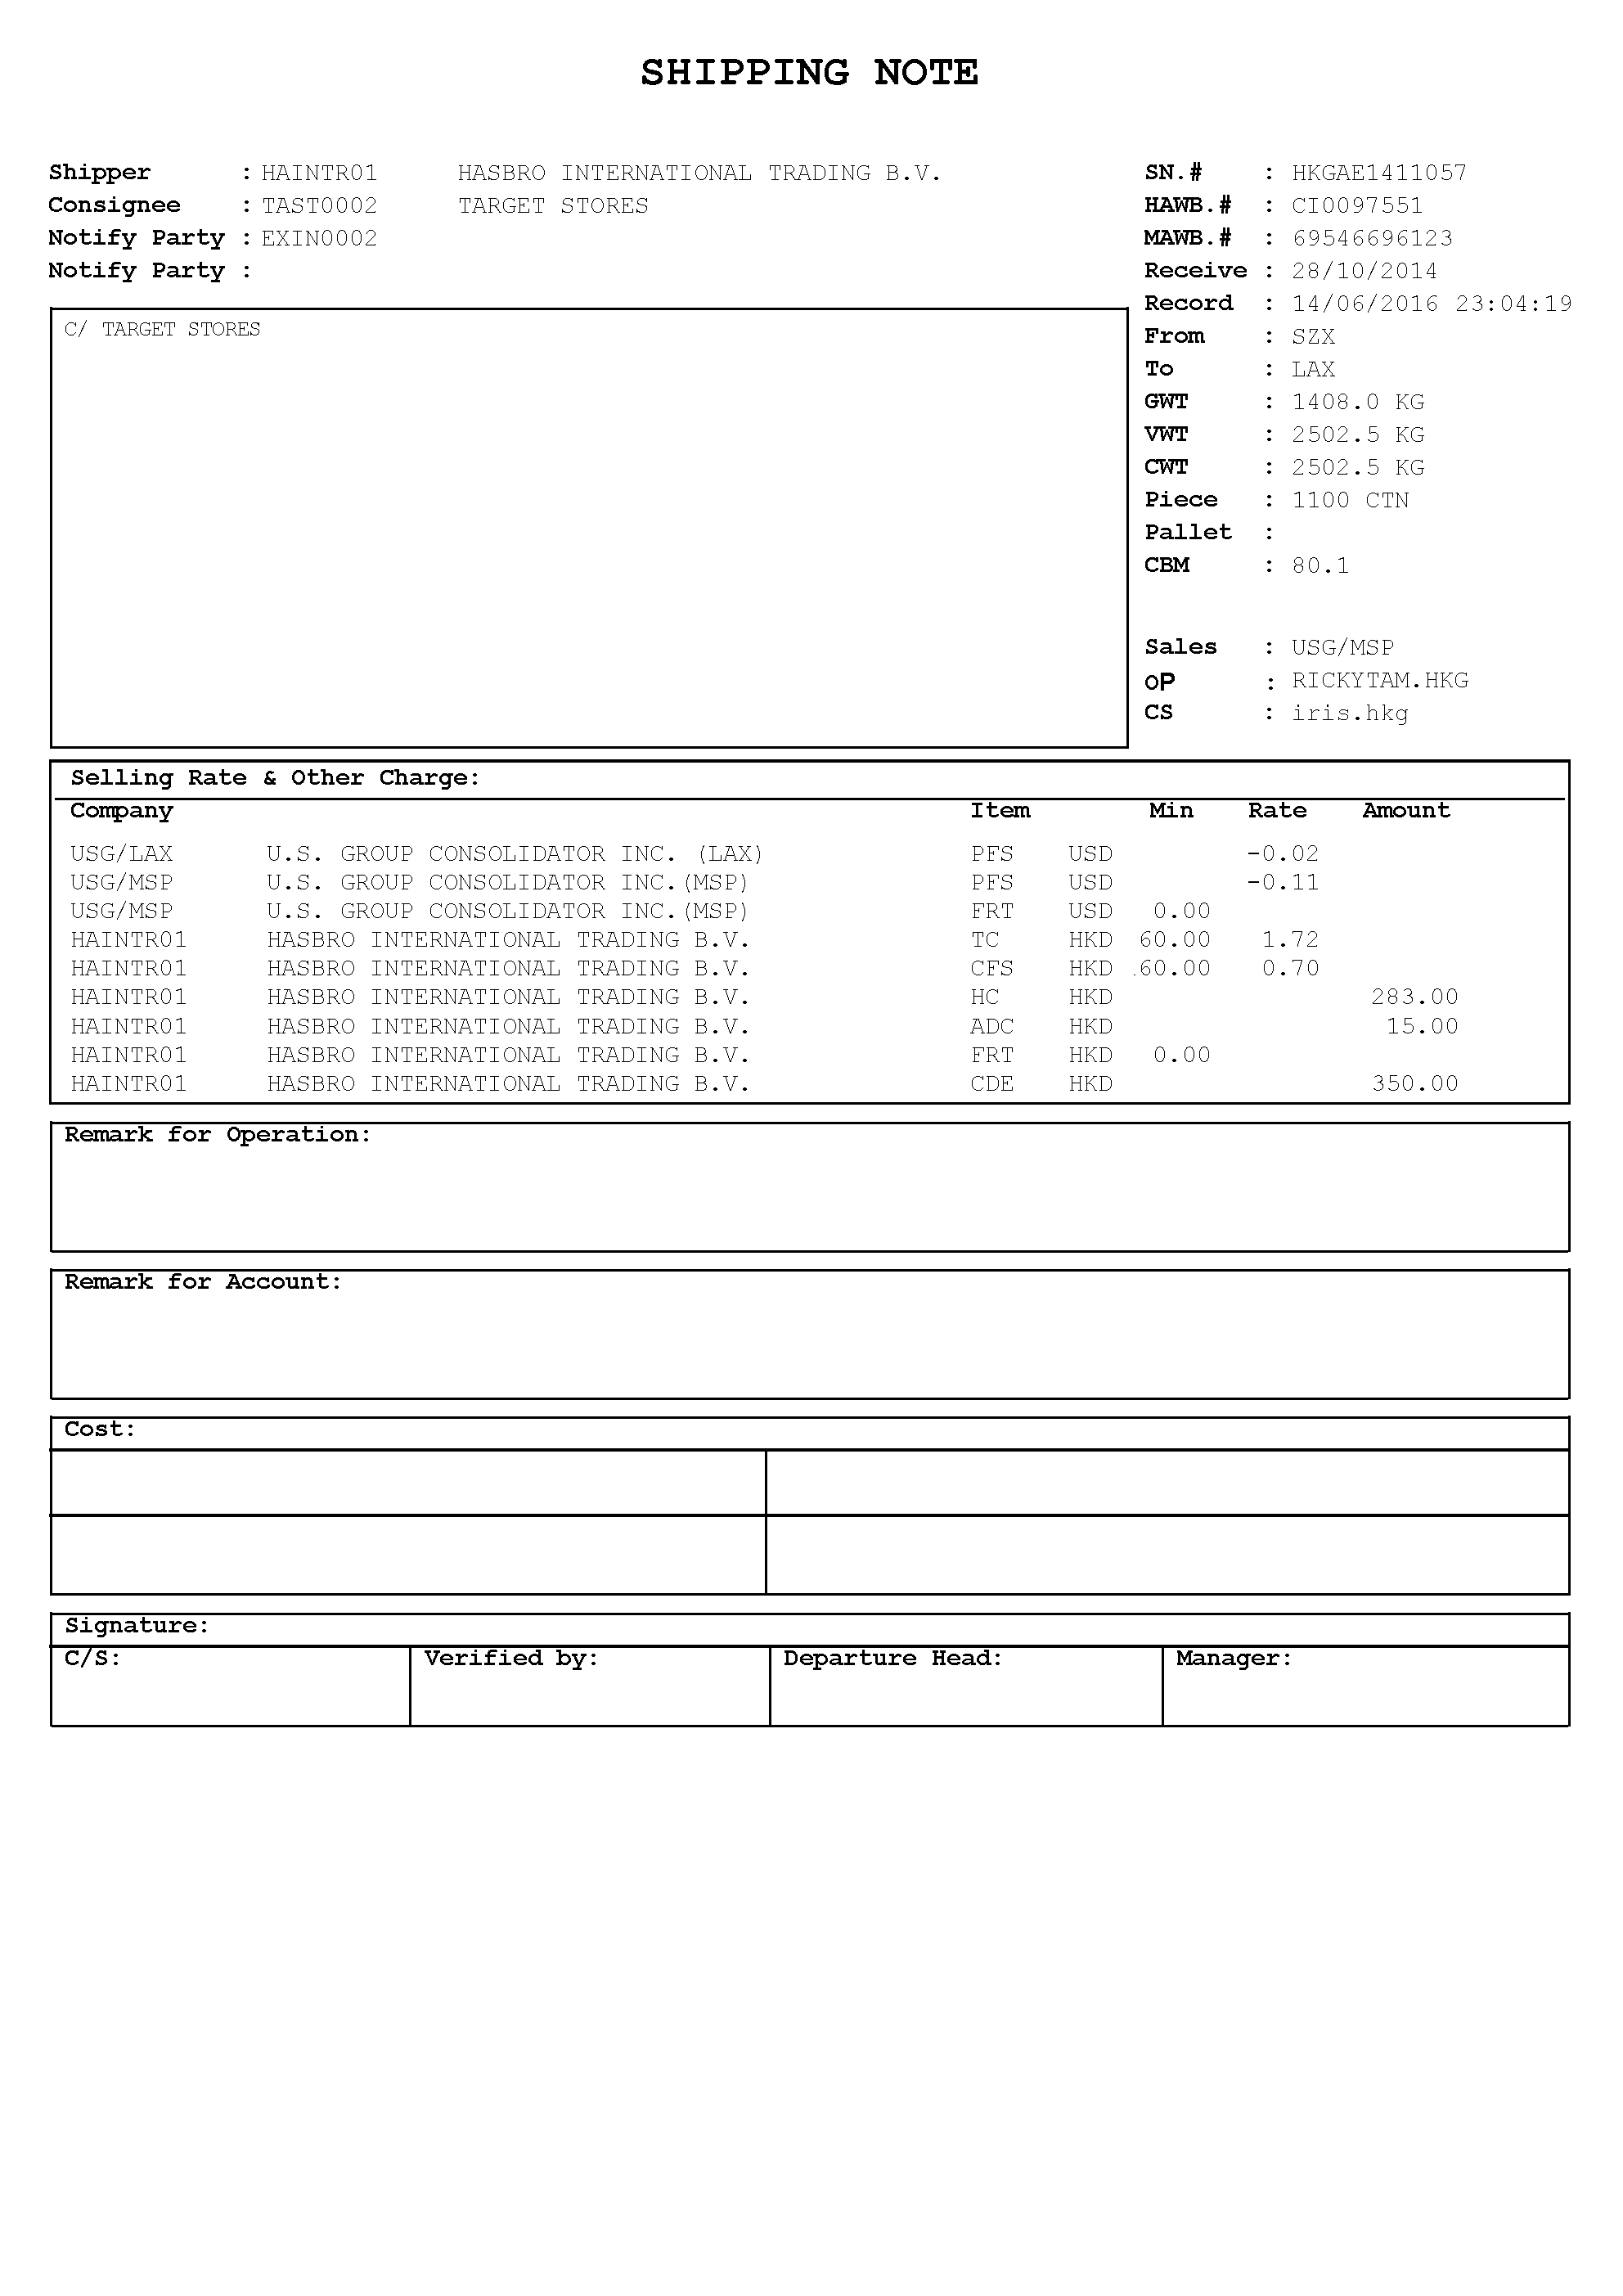 SHIPPING NOTE
Shipper : HAINTR01 HASBRO INTERNATIONAL TRADING B.V.
Consignee : TAST0002 TARGET STORES
Notify Party : EXIN0002
Notify Party :
SN.# : HKGAE1411057
HAWB.# : CI0097551
MAWB.# : 69546696123
Receive : 28/10/2014
Record : 14/06/2016 23:04:19
From : SZX
To : LAX
GWT : 1408.0 KG
VWT : 2502.5 KG
CWT : 2502.5 KG
Piece : 1100 CTN
Pallet :
CBM : 80.1
Sales : USG/MSP
OP : RICKYTAM.HKG
CS : iris.hkg
C/ TARGET STORES
Selling Rate & Other Charge:
Company Item Min Rate Amount
USG/LAX U.S. GROUP CONSOLIDATOR INC. (LAX) PFS USD -0.02
USG/MSP U.S. GROUP CONSOLIDATOR INC.(MSP) PFS USD -0.11
USG/MSP U.S. GROUP CONSOLIDATOR INC.(MSP) FRT USD 0.00
HAINTR01 HASBRO INTERNATIONAL TRADING B.V. TC HKD 60.00 1.72
HAINTR01 HASBRO INTERNATIONAL TRADING B.V. CFS HKD 60.00 0.70
HAINTR01 HASBRO INTERNATIONAL TRADING B.V. HC HKD 283.00
HAINTR01 HASBRO INTERNATIONAL TRADING B.V. ADC HKD 15.00
HAINTR01 HASBRO INTERNATIONAL TRADING B.V. FRT HKD 0.00
HAINTR01 HASBRO INTERNATIONAL TRADING B.V. CDE HKD 350.00
Remark for Operation:
Remark for Account:
Cost:
Signature:
C/S: Verified by: Departure Head: Manager: